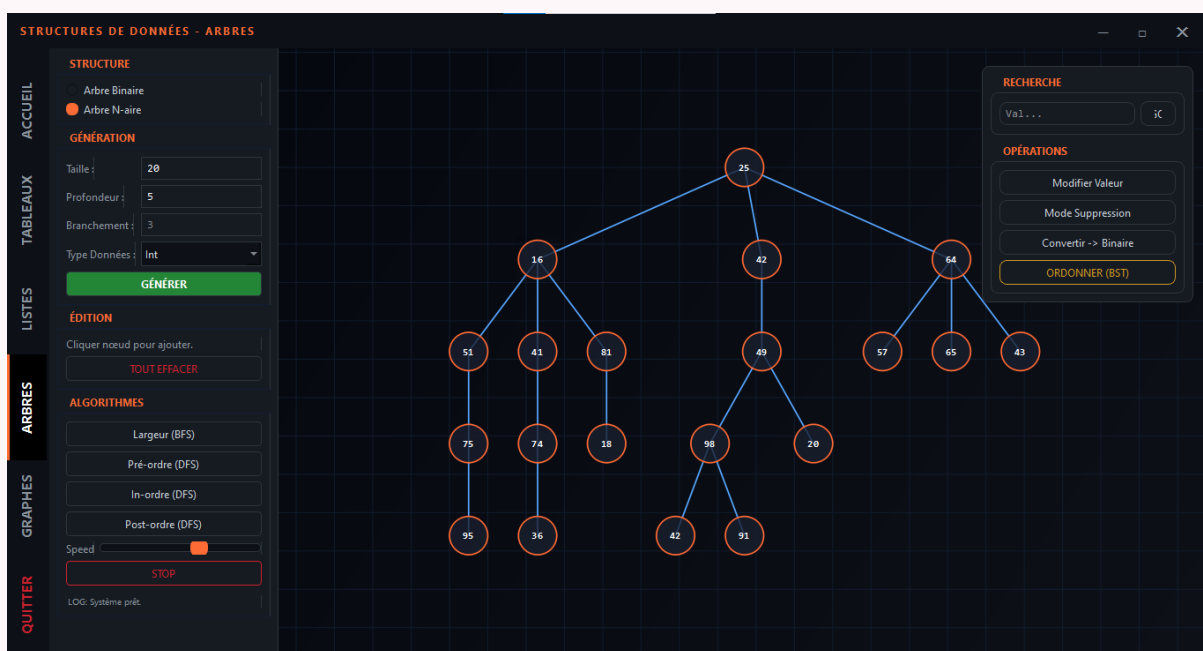 STRUCTURES DE DONNÉES - ARBRES
ACCUEIL
TABLEAUX
LISTES
ARBRES
GRAPHES
QUITTER
STRUCTURE
Arbre Binaire
Arbre N-aire
GÉNÉRATION
Taille : 20
Profondeur : 5
Branchement : 3
Type Données : Int
GÉNÉRER
ÉDITION
Cliquer nœud pour ajouter.
TOUT EFFACER
ALGORITHMES
Largeur (BFS)
Pré-ordre (DFS)
In-ordre (DFS)
Post-ordre (DFS)
Speed
STOP
LOG: Système prêt.
25
16 42 64
51 41 81 49 57 65 43
75 74 18 98 20
95 36 42 91
RECHERCHE
Val...
OPÉRATIONS
Modifier Valeur
Mode Suppression
Convertir -> Binaire
ORDONNER (BST)